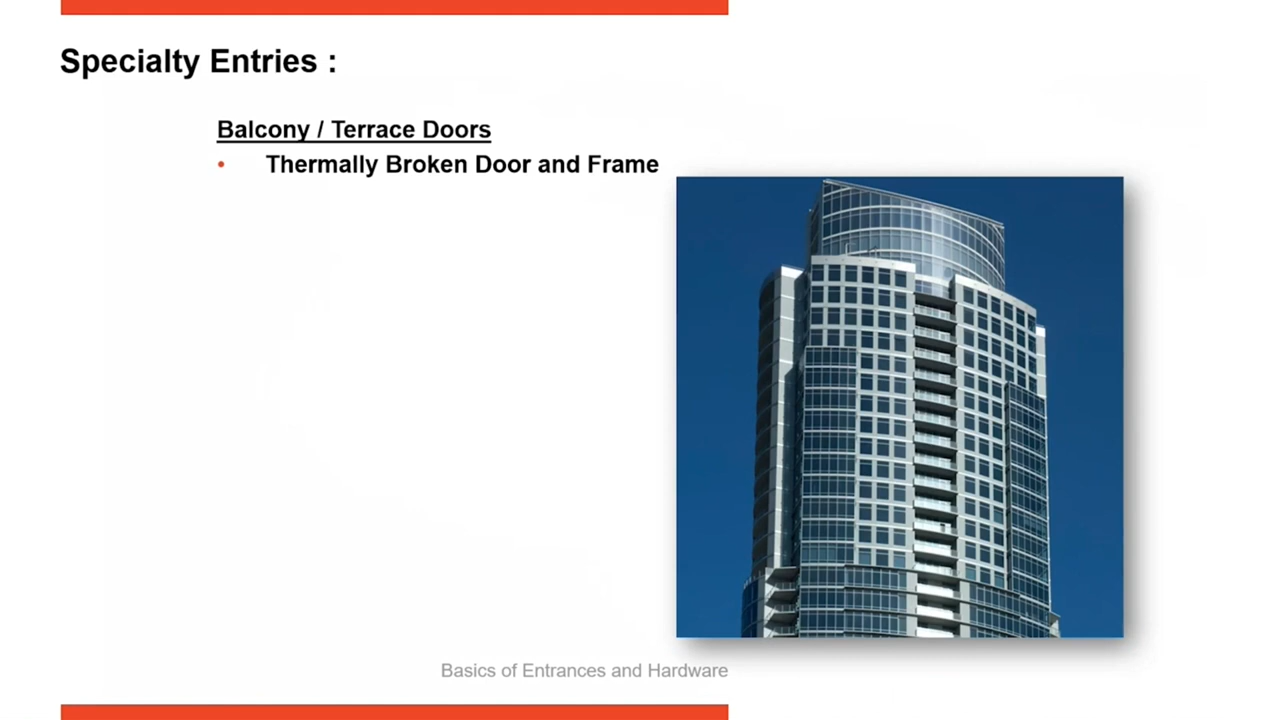 Specialty Entries :
Balcony / Terrace Doors
• Thermally Broken Door and Frame
Basics of Entrances and Hardware